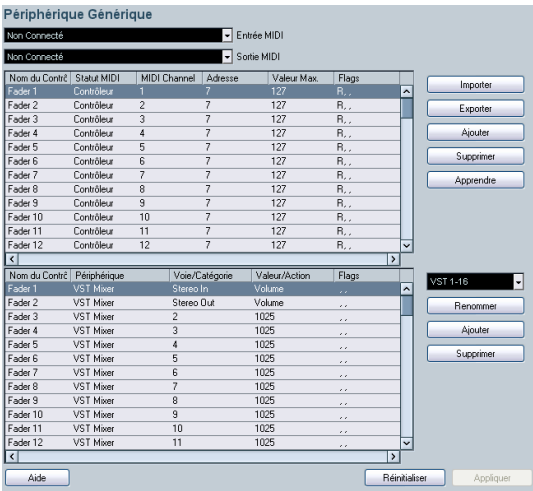 Périphérique Générique
Non Connecté Entrée MIDI
Non Connecté Sortie MIDI
Nom du Contrô Statut MIDI MIDI Channel Adresse Valeur Max. Flags
Fader 1 Contrôleur 1 7 127 R, ,
Fader 2 Contrôleur 2 7 127 R, ,
Fader 3 Contrôleur 3 7 127 R, ,
Fader 4 Contrôleur 4 7 127 R, ,
Fader 5 Contrôleur 5 7 127 R, ,
Fader 6 Contrôleur 6 7 127 R, ,
Fader 7 Contrôleur 7 7 127 R, ,
Fader 8 Contrôleur 8 7 127 R, ,
Fader 9 Contrôleur 9 7 127 R, ,
Fader 10 Contrôleur 10 7 127 R, ,
Fader 11 Contrôleur 11 7 127 R, ,
Fader 12 Contrôleur 12 7 127 R, ,
Importer
Exporter
Ajouter
Supprimer
Apprendre
Nom du Contrô Périphérique Voie/Catégorie Valeur/Action Flags
Fader 1 VST Mixer Stereo In Volume , ,
Fader 2 VST Mixer Stereo Out Volume , ,
Fader 3 VST Mixer 2 1025 , ,
Fader 4 VST Mixer 3 1025 , ,
Fader 5 VST Mixer 4 1025 , ,
Fader 6 VST Mixer 5 1025 , ,
Fader 7 VST Mixer 6 1025 , ,
Fader 8 VST Mixer 7 1025 , ,
Fader 9 VST Mixer 8 1025 , ,
Fader 10 VST Mixer 9 1025 , ,
Fader 11 VST Mixer 10 1025 , ,
Fader 12 VST Mixer 11 1025 , ,
VST 1-16
Renommer
Ajouter
Supprimer
Aide Réinitialiser Appliquer